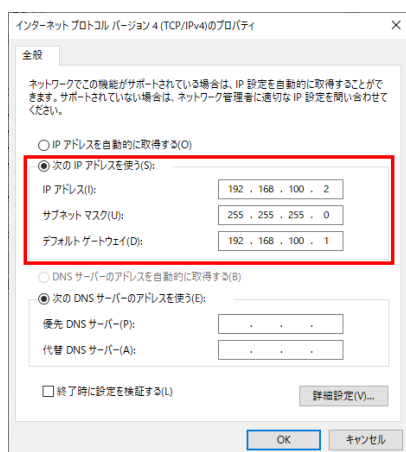 インターネット プロトコル バージョン 4 (TCP/IPv4)のプロパティ
全般
ネットワークでこの機能がサポートされている場合は、IP 設定を自動的に取得することがで
きます。サポートされていない場合は、ネットワーク管理者に適切な IP 設定を問い合わせて
ください。
IP アドレスを自動的に取得する(O)
次の IP アドレスを使う(S):
IP アドレス(I): 192 . 168 . 100 . 2
サブネット マスク(U): 255 . 255 . 255 . 0
デフォルト ゲートウェイ(D): 192 . 168 . 100 . 1
DNS サーバーのアドレスを自動的に取得する(B)
次の DNS サーバーのアドレスを使う(E):
優先 DNS サーバー(P): . . .
代替 DNS サーバー(A): . . .
終了時に設定を検証する(L)
詳細設定(V)...
OK キャンセル